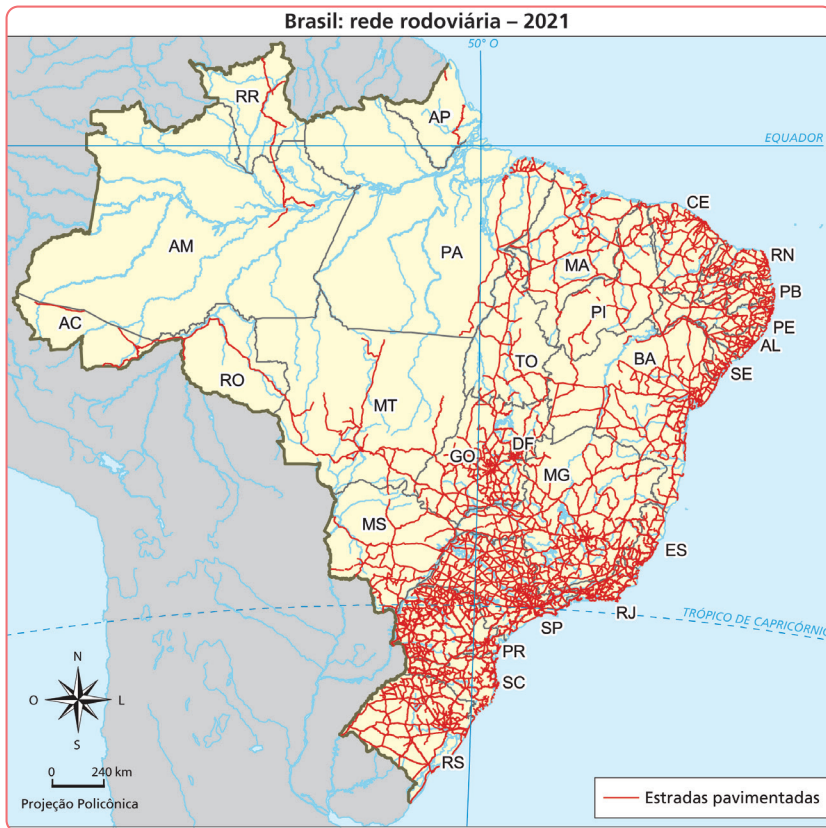 Brasil: rede rodoviária – 2021
50° O
RR
AP
EQUADOR
CE
AM
PA
MA
RN
PB
PI
PE
AC
TO
BA
AL
SE
RO
MT
DF
GO
MG
MS
ES
RJ
TRÓPICO DE CAPRICÓRNIO
SP
PR
SC
N
O
L
S
RS
0 240 km
Projeção Policônica
Estradas pavimentadas